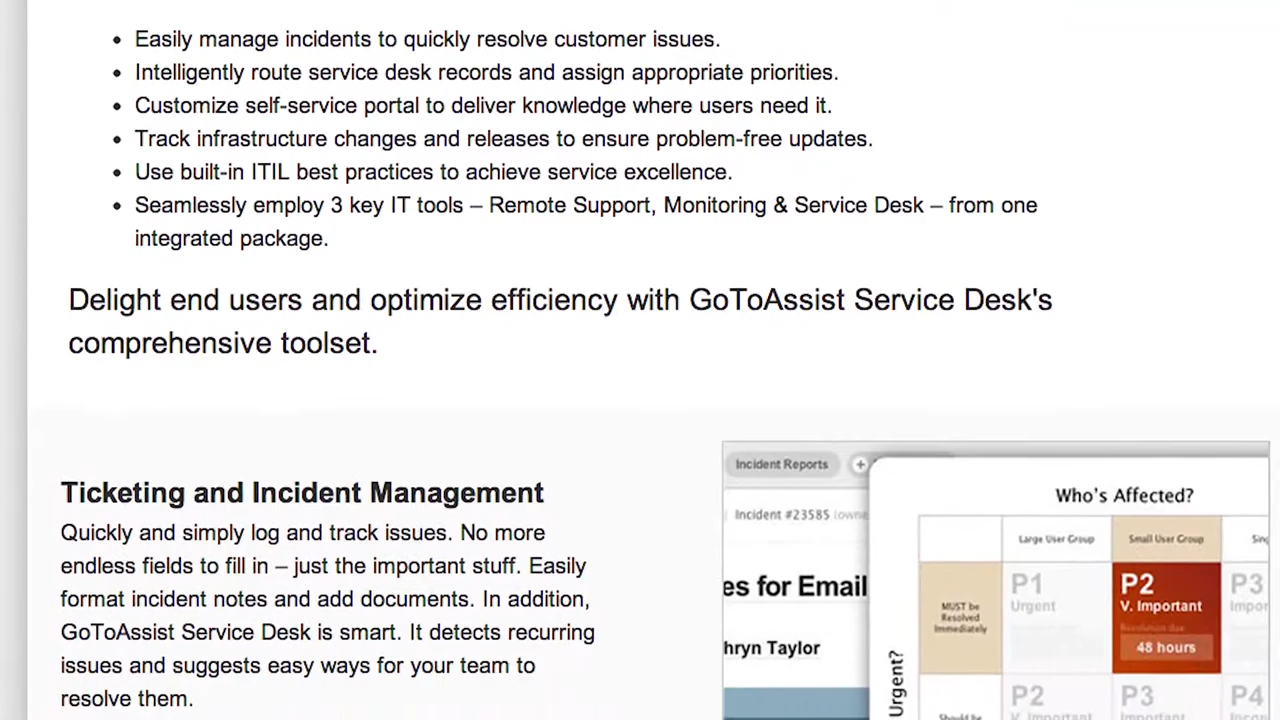 Easily manage incidents to quickly resolve customer issues.
Intelligently route service desk records and assign appropriate priorities.
Customize self-service portal to deliver knowledge where users need it.
Track infrastructure changes and releases to ensure problem-free updates.
Use built-in ITIL best practices to achieve service excellence.
Seamlessly employ 3 key IT tools – Remote Support, Monitoring & Service Desk – from one
integrated package.
Delight end users and optimize efficiency with GoToAssist Service Desk's
comprehensive toolset.
Ticketing and Incident Management
Quickly and simply log and track issues. No more
endless fields to fill in – just the important stuff. Easily
format incident notes and add documents. In addition,
GoToAssist Service Desk is smart. It detects recurring
issues and suggests easy ways for your team to
resolve them.
Incident Reports +
Incident #23585
es for Email
hryn Taylor
Who's Affected?
Large User Group Small User Group
MUST be
Resolved
Immediately
P1
Urgent
P2
V. Important
Resolution due
48 hours
P3
Urgent?
Should be
P2
V. Important
P3
Important
P4